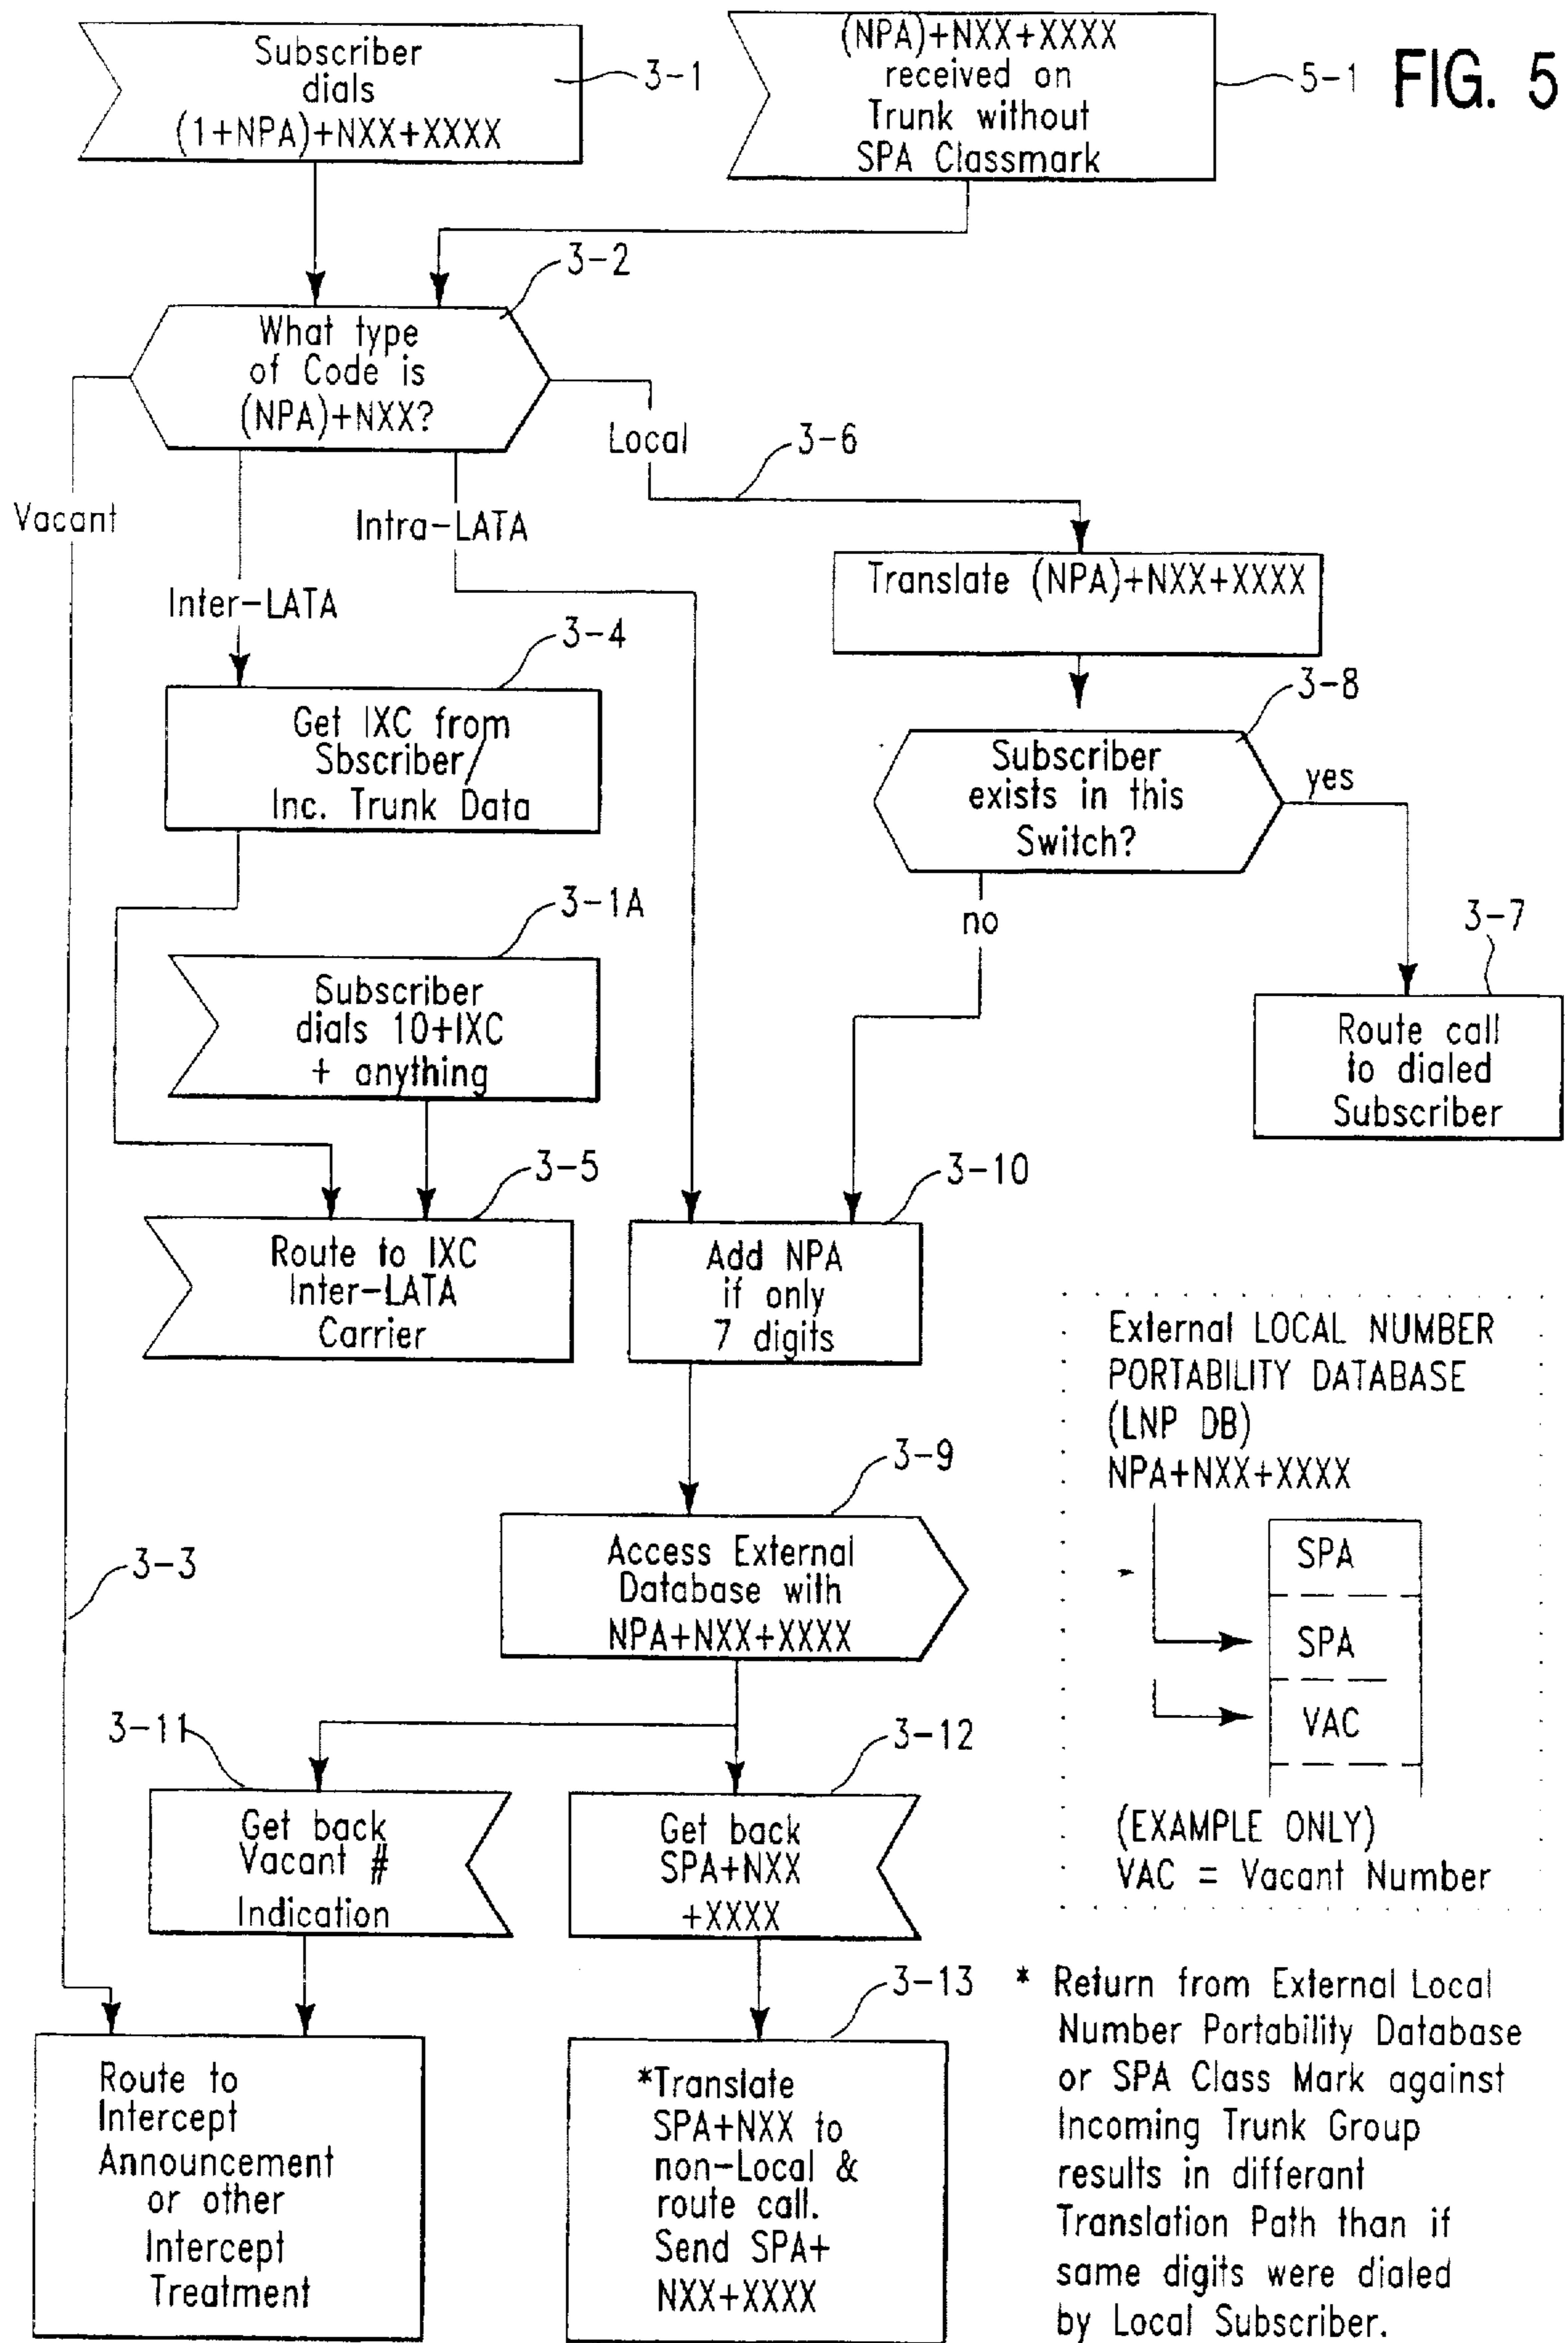 Subscriber
dials
(1+NPA)+NXX+XXXX
3-1
(NPA)+NXX+XXXX
received on
Trunk without
SPA Classmark
5-1
FIG. 5
3-2
What type
of Code is
(NPA)+NXX?
Vacant
Inter-LATA
Intra-LATA
Local
3-6
Translate (NPA)+NXX+XXXX
3-4
Get IXC from
Sbscriber/
Inc. Trunk Data
3-8
Subscriber
exists in this
Switch?
yes
no
3-1A
Subscriber
dials 10+IXC
+ anything
3-7
Route call
to dialed
Subscriber
3-5
Route to IXC
Inter-LATA
Carrier
3-10
Add NPA
if only
7 digits
External LOCAL NUMBER
PORTABILITY DATABASE
(LNP DB)
NPA+NXX+XXXX
SPA
SPA
VAC
(EXAMPLE ONLY)
VAC = Vacant Number
3-9
Access External
Database with
NPA+NXX+XXXX
3-3
3-11
Get back
Vacant #
Indication
3-12
Get back
SPA+NXX
+XXXX
Route to
Intercept
Announcement
or other
Intercept
Treatment
3-13
*Translate
SPA+NXX to
non-Local &
route call.
Send SPA+
NXX+XXXX
* Return from External Local
Number Portability Database
or SPA Class Mark against
Incoming Trunk Group
results in differant
Translation Path than if
same digits were dialed
by Local Subscriber.